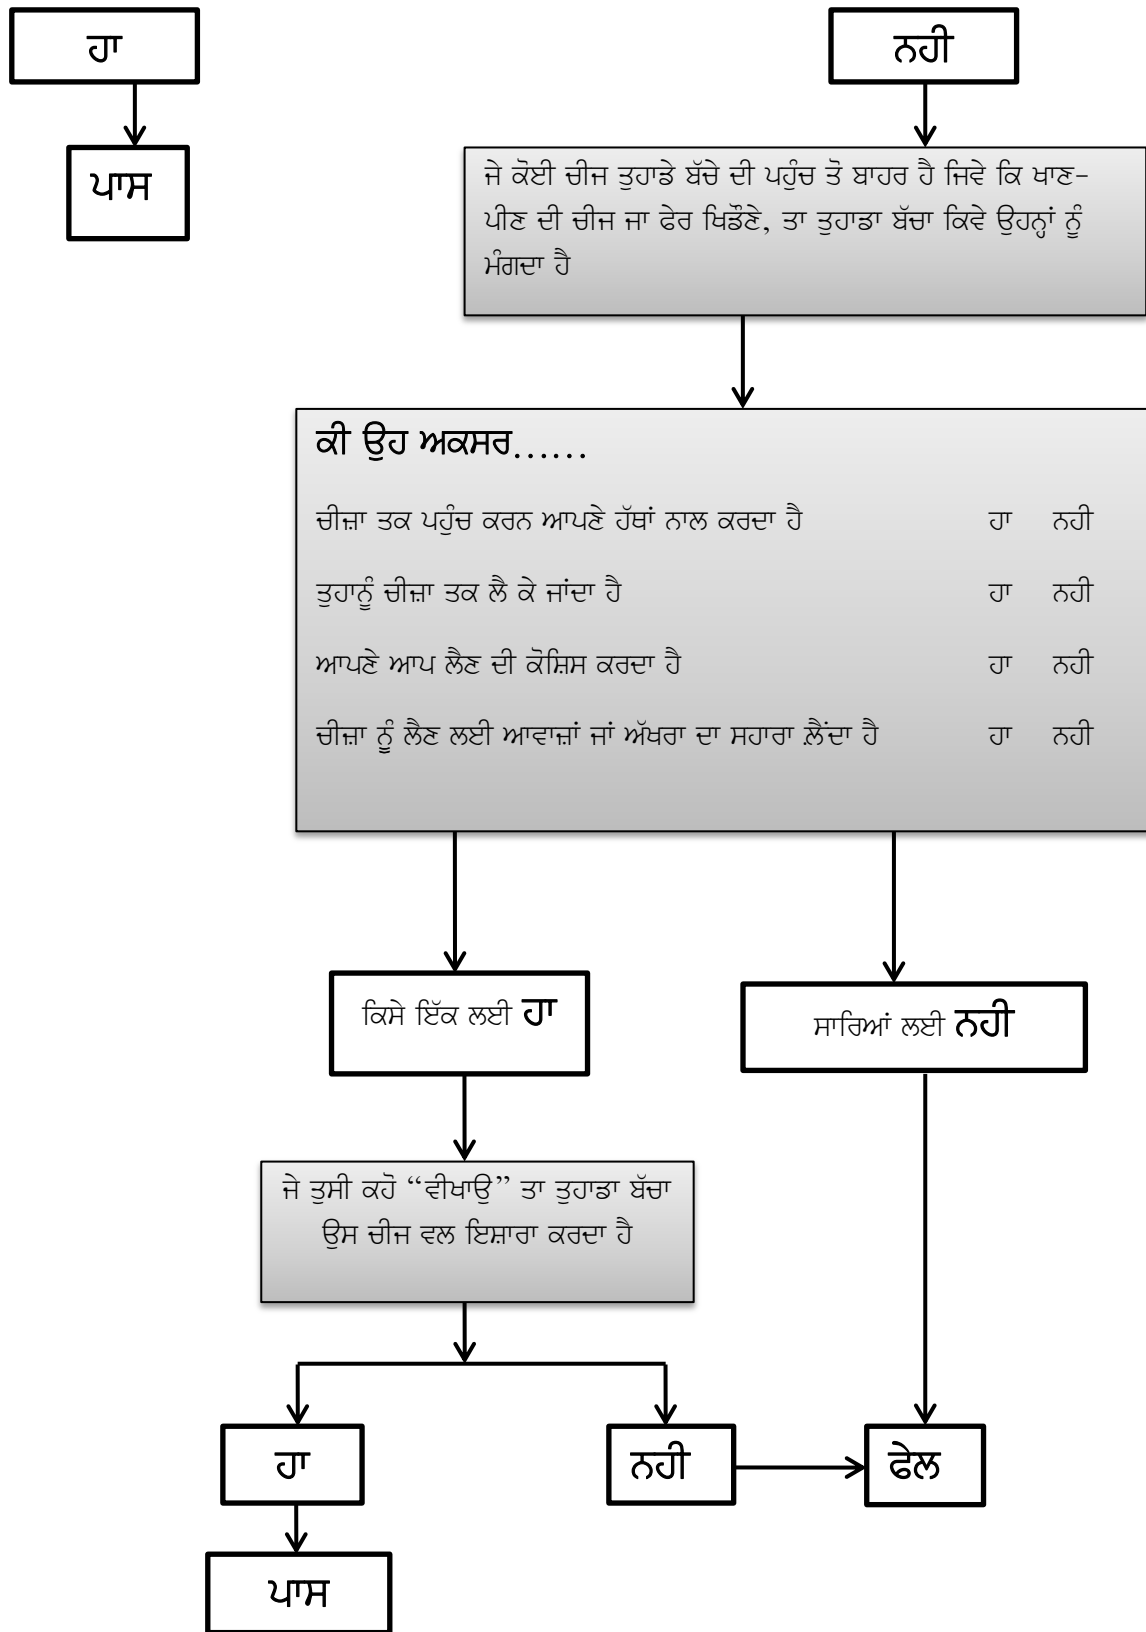 ਹਾ
ਨਹੀ
ਪਾਸ
ਜੇ ਕੋਈ ਚੀਜ ਤੁਹਾਡੇ ਬੱਚੇ ਦੀ ਪਹੁੰਚ ਤੋ ਬਾਹਰ ਹੈ ਜਿਵੇ ਕਿ ਖਾਣ-
ਪੀਣ ਦੀ ਚੀਜ ਜਾ ਫੇਰ ਖਿਡੌਣੇ, ਤਾ ਤੁਹਾਡਾ ਬੱਚਾ ਕਿਵੇ ਉਹਨ੍ਹਾਂ ਨੂੰ
ਮੰਗਦਾ ਹੈ
ਕੀ ਉਹ ਅਕਸਰ......
ਚੀਜ਼ਾ ਤਕ ਪਹੁੰਚ ਕਰਨ ਆਪਣੇ ਹੱਥਾਂ ਨਾਲ ਕਰਦਾ ਹੈ ਹਾ ਨਹੀ
ਤੁਹਾਨੂੰ ਚੀਜ਼ਾ ਤਕ ਲੈ ਕੇ ਜਾਂਦਾ ਹੈ ਹਾ ਨਹੀ
ਆਪਣੇ ਆਪ ਲੈਣ ਦੀ ਕੋਸ਼ਿਸ ਕਰਦਾ ਹੈ ਹਾ ਨਹੀ
ਚੀਜ਼ਾ ਨੂੰ ਲੈਣ ਲਈ ਆਵਾਜ਼ਾਂ ਜਾਂ ਅੱਖਰਾ ਦਾ ਸਹਾਰਾ ਲ਼ੈਂਦਾ ਹੈ ਹਾ ਨਹੀ
ਕਿਸੇ ਇੱਕ ਲਈ ਹਾ
ਸਾਰਿਆਂ ਲਈ ਨਹੀ
ਜੇ ਤੁਸੀ ਕਹੋ “ਵੀਖਾਉ” ਤਾ ਤੁਹਾਡਾ ਬੱਚਾ
ਉਸ ਚੀਜ ਵਲ ਇਸ਼ਾਰਾ ਕਰਦਾ ਹੈ
ਹਾ
ਨਹੀ
ਫੇਲ
ਪਾਸ